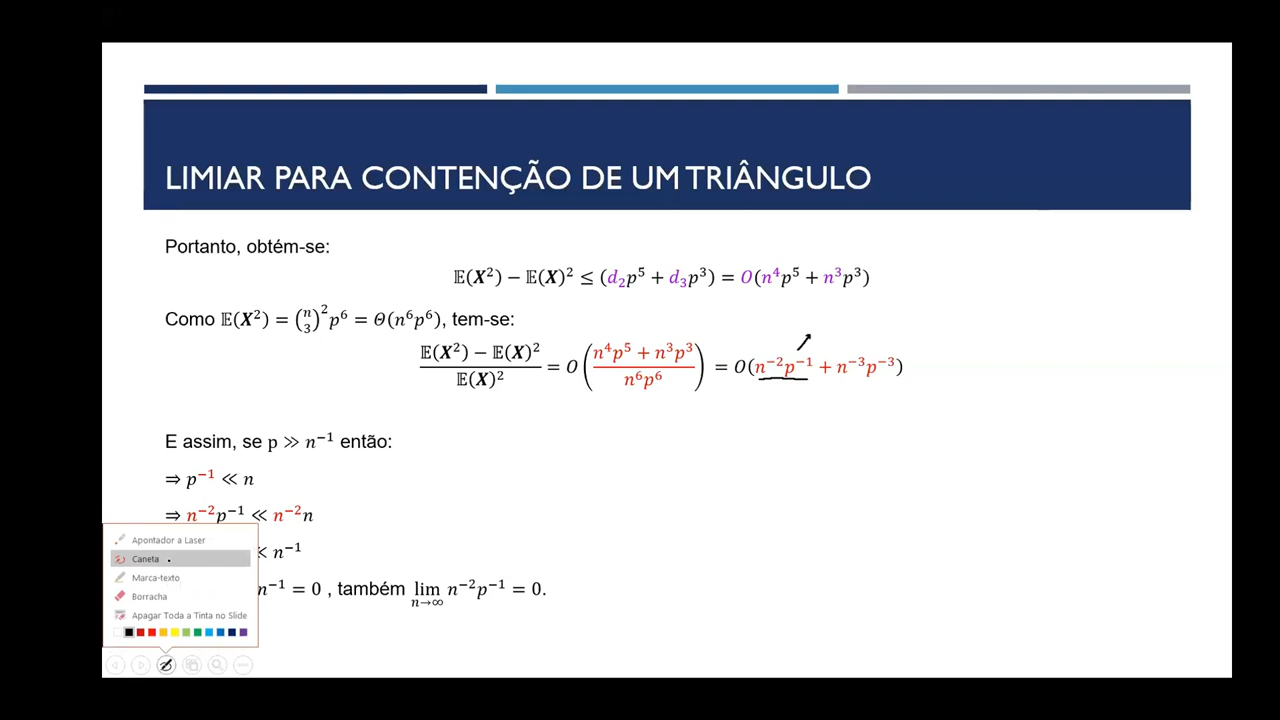 LIMIAR PARA CONTENÇÃO DE UM TRIÂNGULO
Portanto, obtém-se:
𝔼(X²) − 𝔼(X)² ≤ (d₂p⁵ + d₃p³) = O(n⁴p⁵ + n³p³)
Como 𝔼(X²) = (n 3)² p⁶ = Θ(n⁶p⁶), tem-se:
𝔼(X²) − 𝔼(X)² / 𝔼(X)² = O(n⁴p⁵ + n³p³ / n⁶p⁶) = O(n⁻²p⁻¹ + n⁻³p⁻³)
E assim, se p ≫ n⁻¹ então:
⇒ p⁻¹ ≪ n
⇒ n⁻²p⁻¹ ≪ n⁻²n
≪ n⁻¹
n⁻¹ = 0 , também lim n→∞ n⁻²p⁻¹ = 0.
Apontador a Laser
Caneta
Marca-texto
Borracha
Apagar Toda a Tinta no Slide